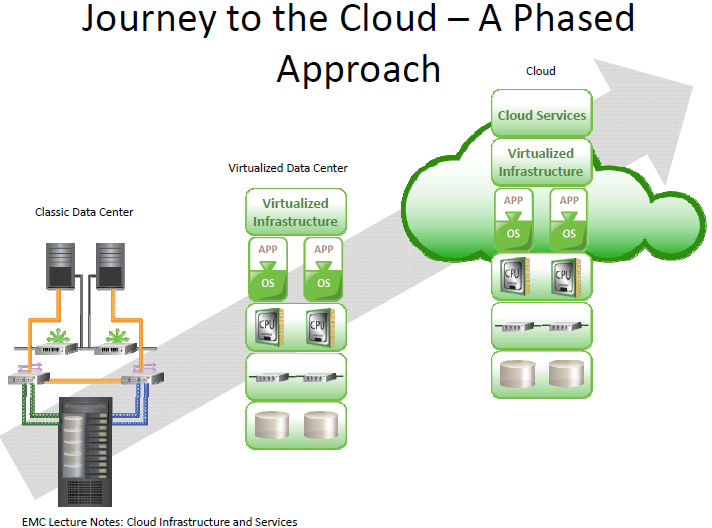 Journey to the Cloud – A Phased
Approach
Cloud
Cloud Services
Virtualized
Infrastructure
APP APP
OS OS
CPU
Virtualized Data Center
Virtualized
Infrastructure
APP APP
OS OS
CPU CPU
Classic Data Center
EMC Lecture Notes: Cloud Infrastructure and Services